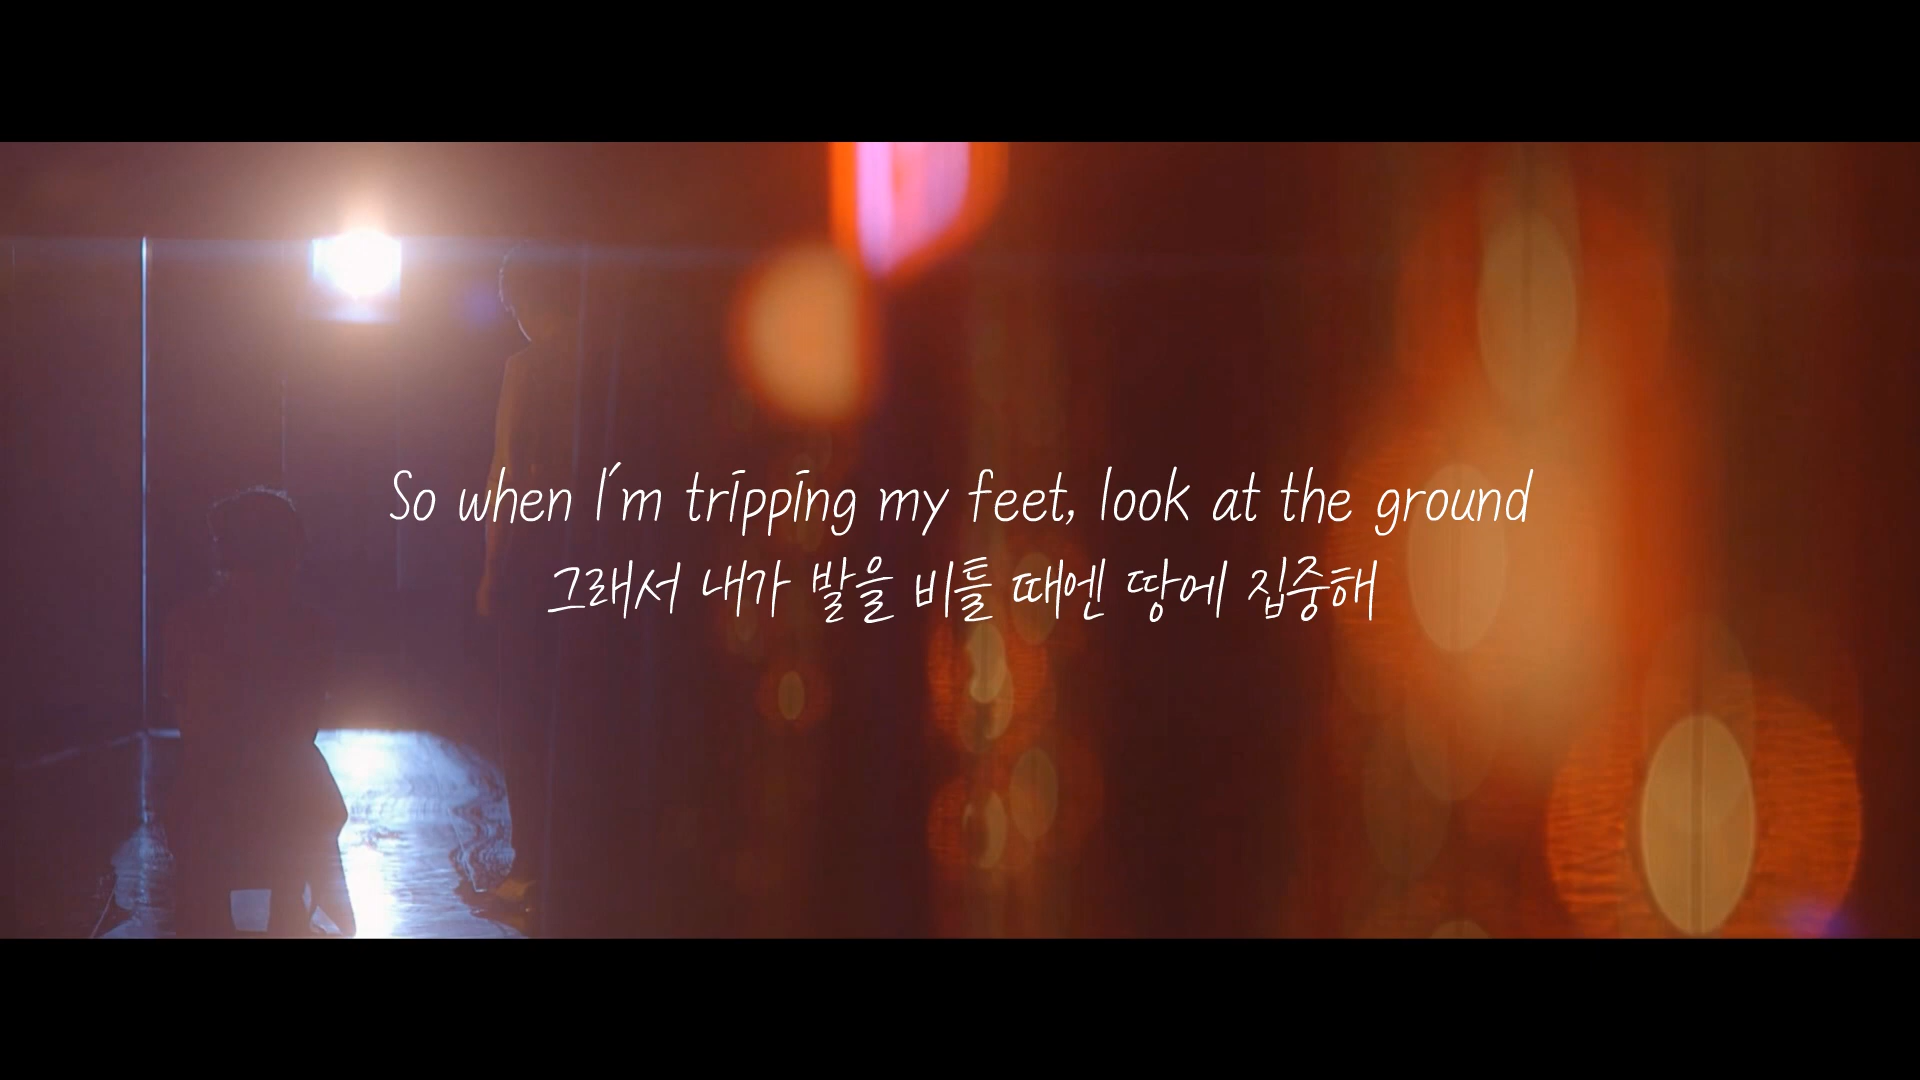 So when I'm tripping my feet, look at the ground
그래서 내가 발을 비틀 때엔 땅에 집중해